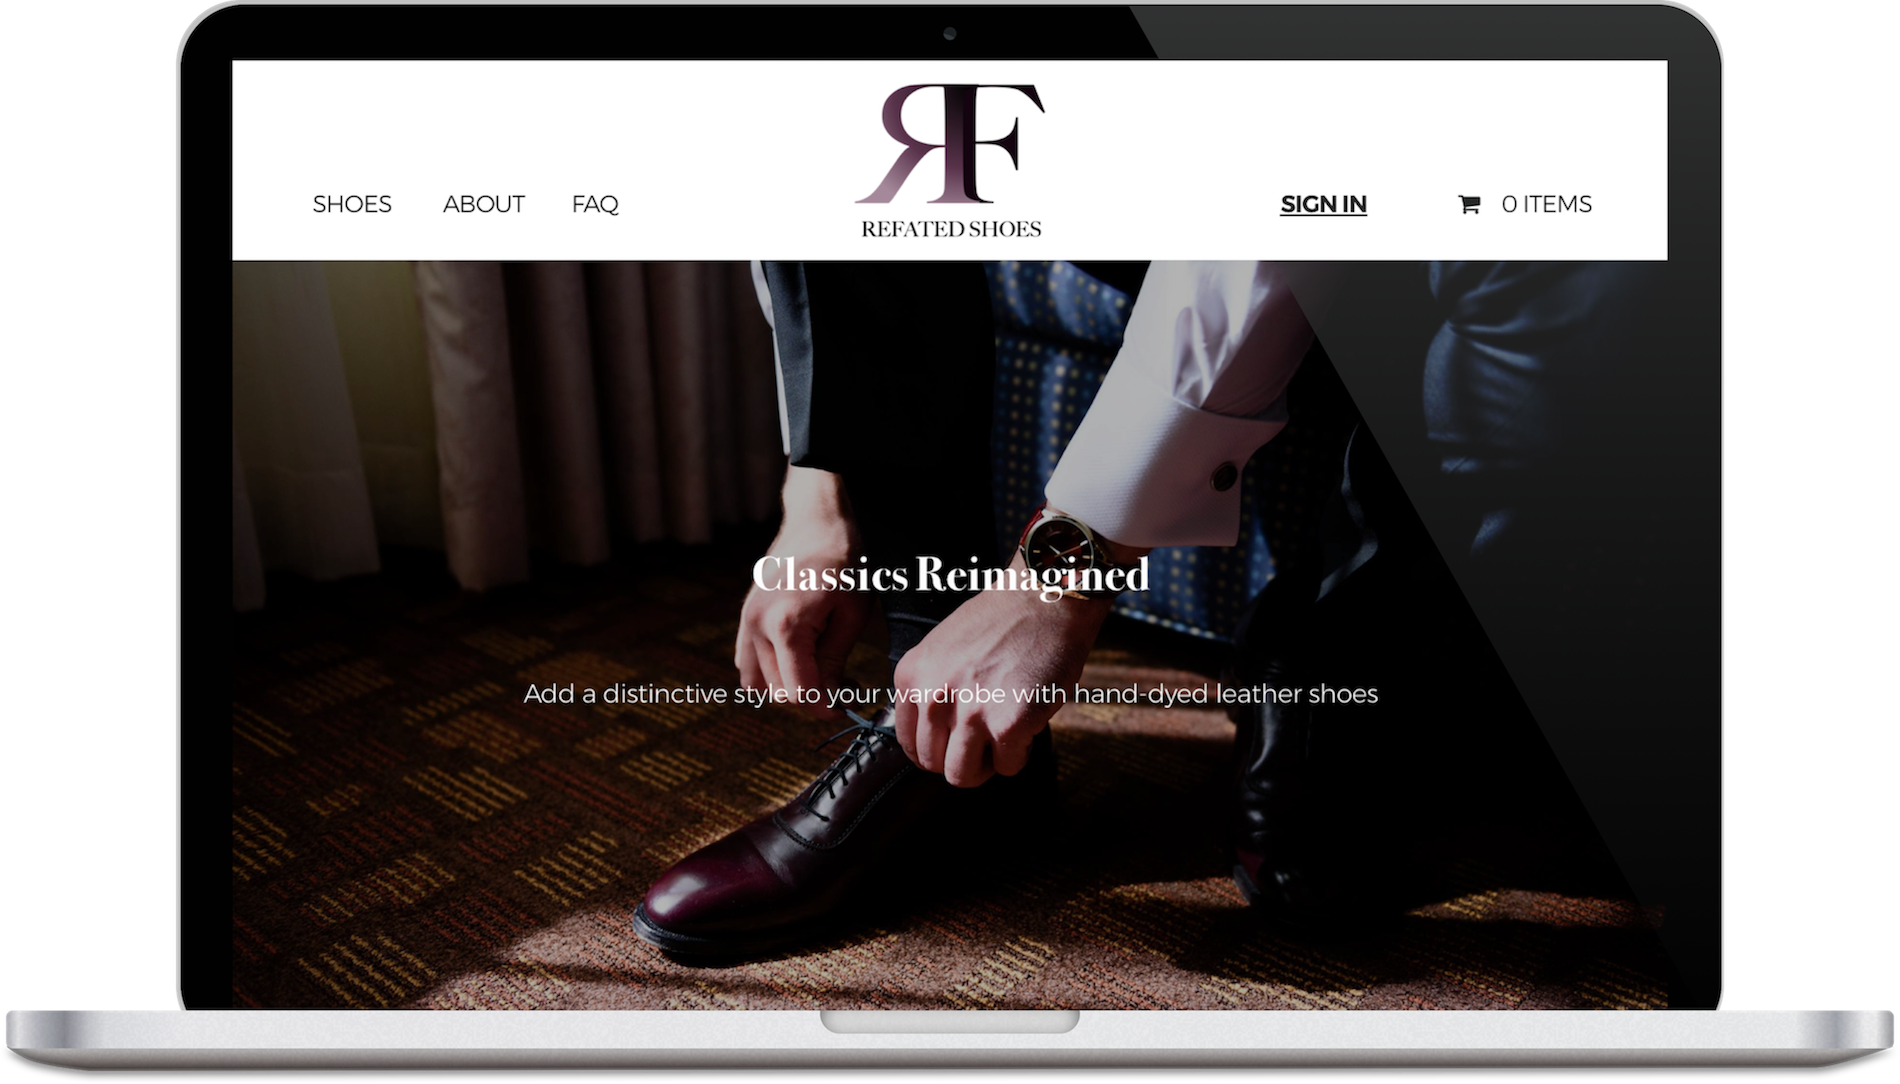 RF
REFATED SHOES
SHOES ABOUT FAQ SIGN IN 0 ITEMS
Classics Reimagined
Add a distinctive style to your wardrobe with hand-dyed leather shoes